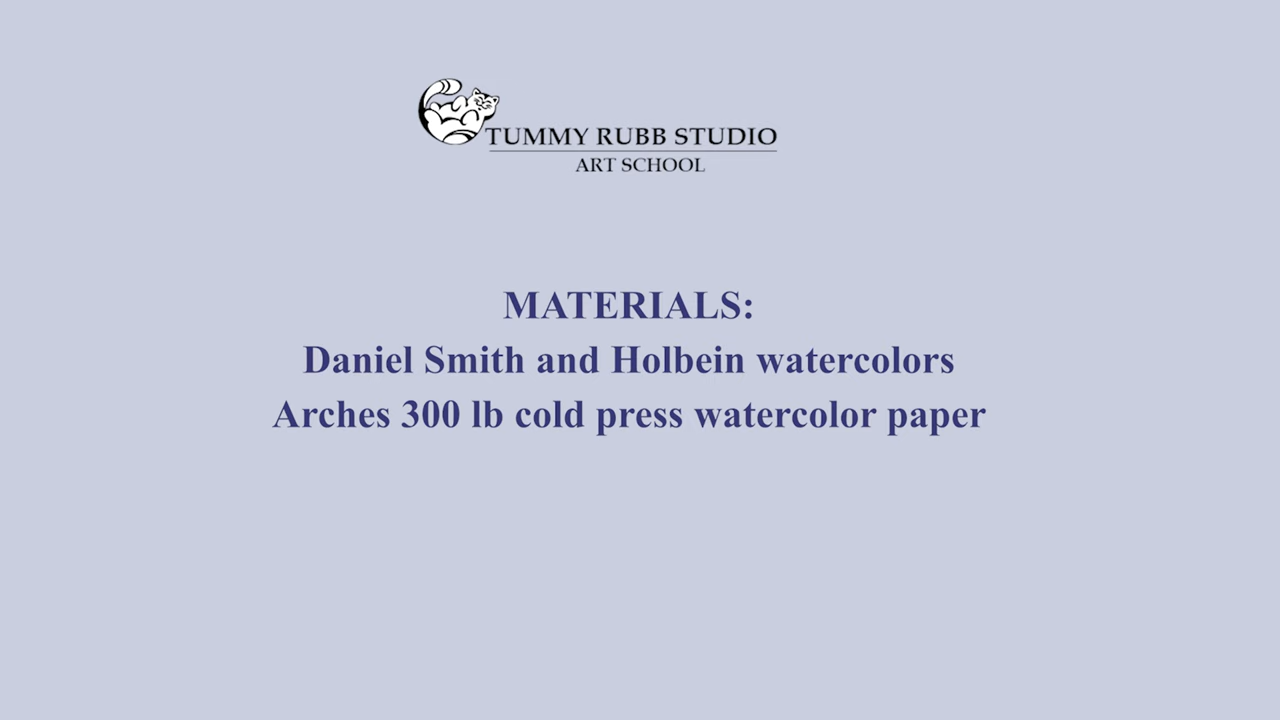 TUMMY RUBB STUDIO
ART SCHOOL
MATERIALS:
Daniel Smith and Holbein watercolors
Arches 300 lb cold press watercolor paper